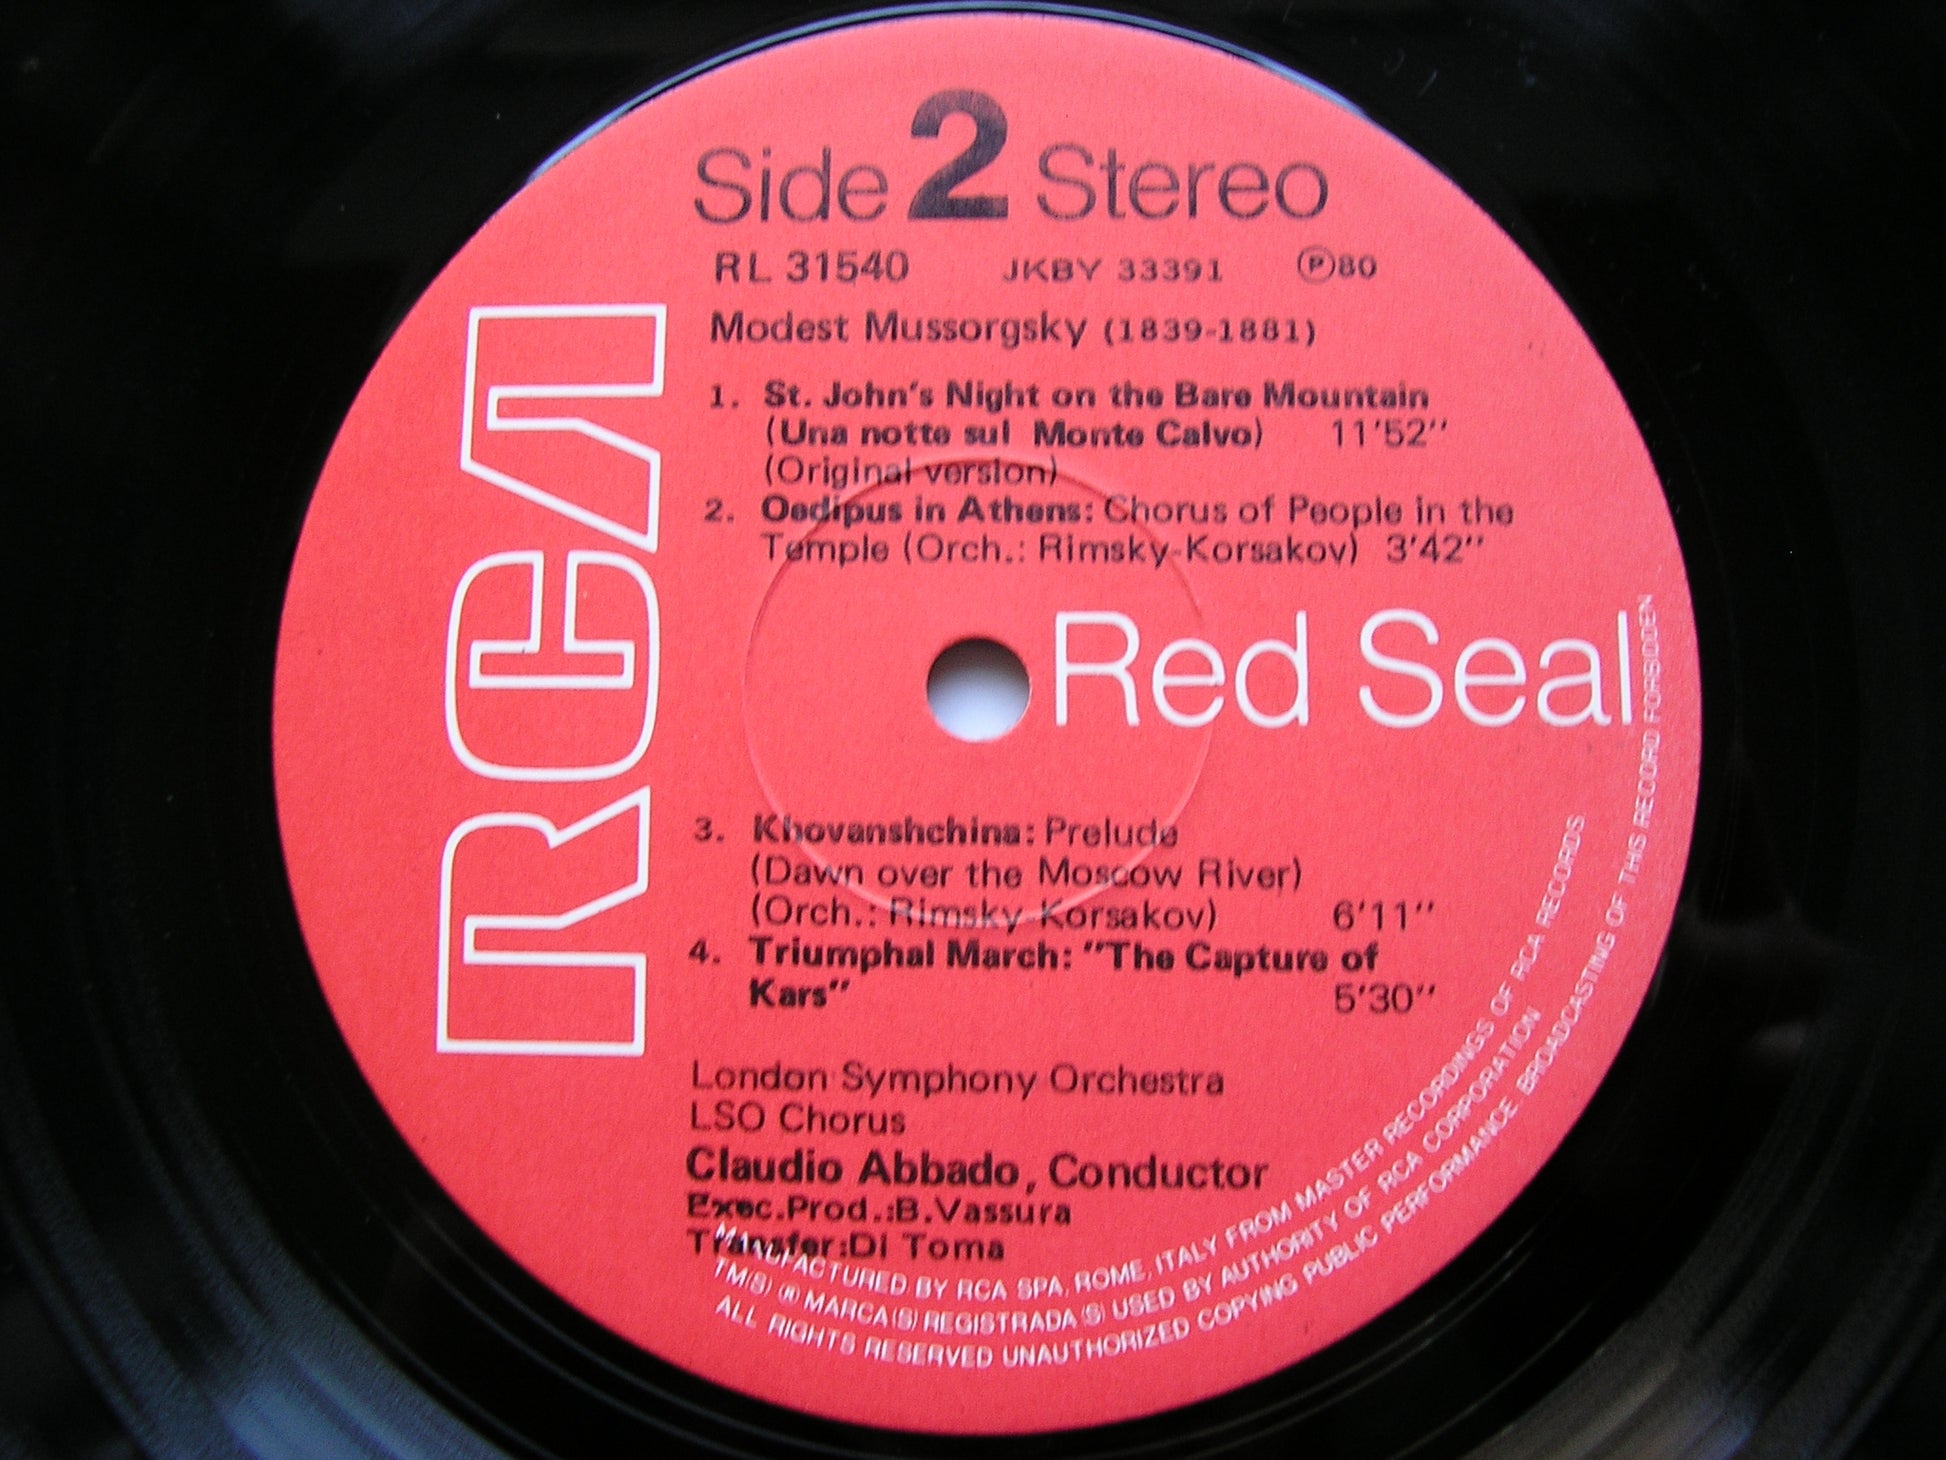 Side 2 Stereo
RL 31540 JKBY 33391 ℗80
Modest Mussorgsky (1839-1881)
1. St. John's Night on the Bare Mountain
(Una notte sul Monte Calvo) 11'52"
(Original version)
2. Oedipus in Athens: Chorus of People in the
Temple (Orch.: Rimsky-Korsakov) 3'42"
RCA
Red Seal
3. Khovanshchina: Prelude
(Dawn over the Moscow River)
(Orch.: Rimsky-Korsakov) 6'11"
4. Triumphal March: "The Capture of
Kars" 5'30"
London Symphony Orchestra
LSO Chorus
Claudio Abbado, Conductor
Exec.Prod.:B.Vassura
Transfer:Di Toma
MANUFACTURED BY RCA SPA, ROME, ITALY FROM MASTER RECORDINGS OF RCA RECORDS
TM(S) ® MARCA(S) REGISTRADA(S) USED BY AUTHORITY OF RCA CORPORATION
ALL RIGHTS RESERVED UNAUTHORIZED COPYING PUBLIC PERFORMANCE. BROADCASTING OF THIS RECORD FORBIDDEN